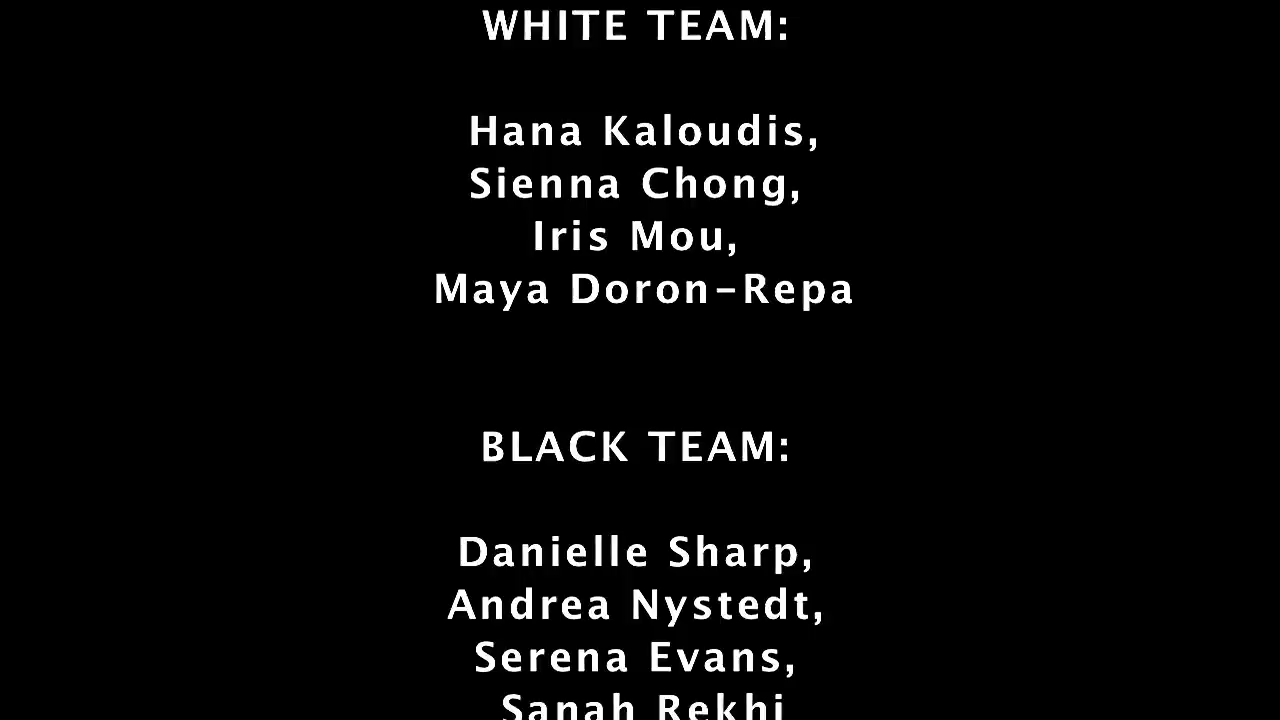 WHITE TEAM:
Hana Kaloudis,
Sienna Chong,
Iris Mou,
Maya Doron-Repa
BLACK TEAM:
Danielle Sharp,
Andrea Nystedt,
Serena Evans,
Sanah Rekhi